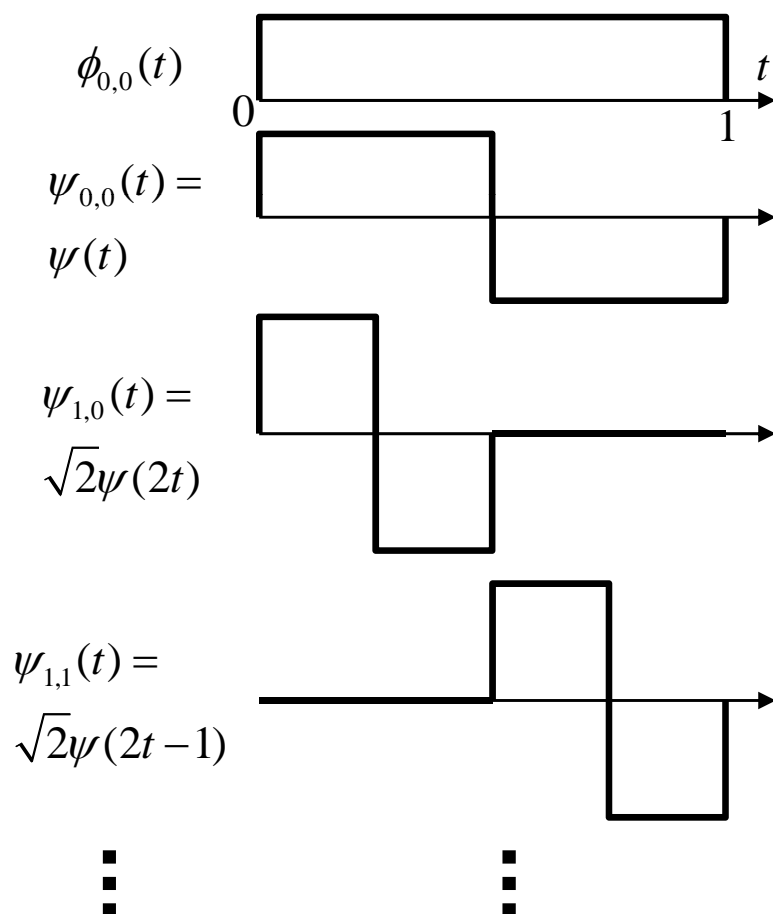 ϕ₀,₀(t)
t
0
1
ψ₀,₀(t) =
ψ(t)
ψ₁,₀(t) =
√2ψ(2t)
ψ₁,₁(t) =
√2ψ(2t−1)